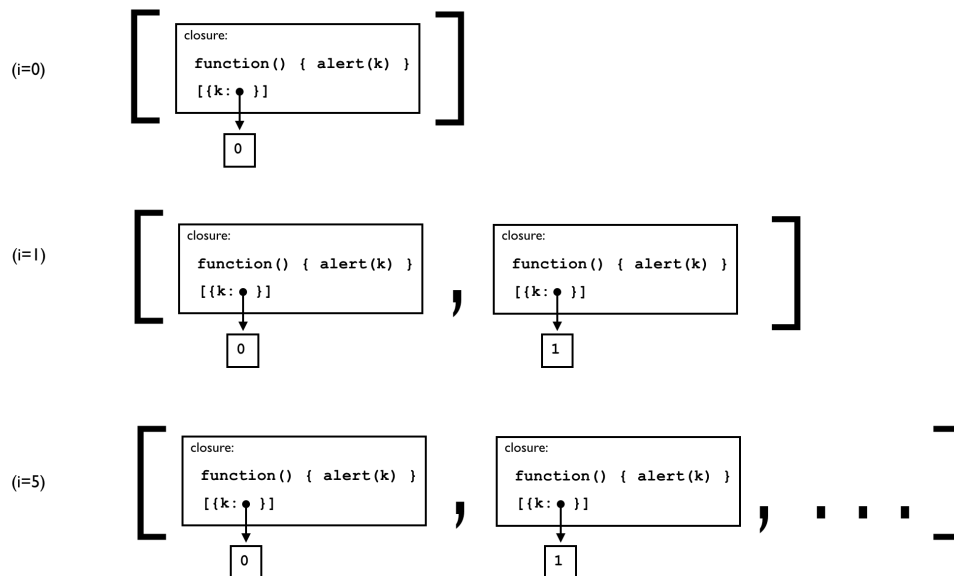 (i=0)
closure:
function() { alert(k) }
[{k: }]
0
(i=1)
closure:
function() { alert(k) }
[{k: }]
0
,
closure:
function() { alert(k) }
[{k: }]
1
(i=5)
closure:
function() { alert(k) }
[{k: }]
0
,
closure:
function() { alert(k) }
[{k: }]
1
, . . .